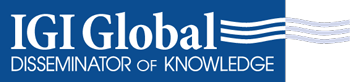 IGI Global
DISSEMINATOR OF KNOWLEDGE